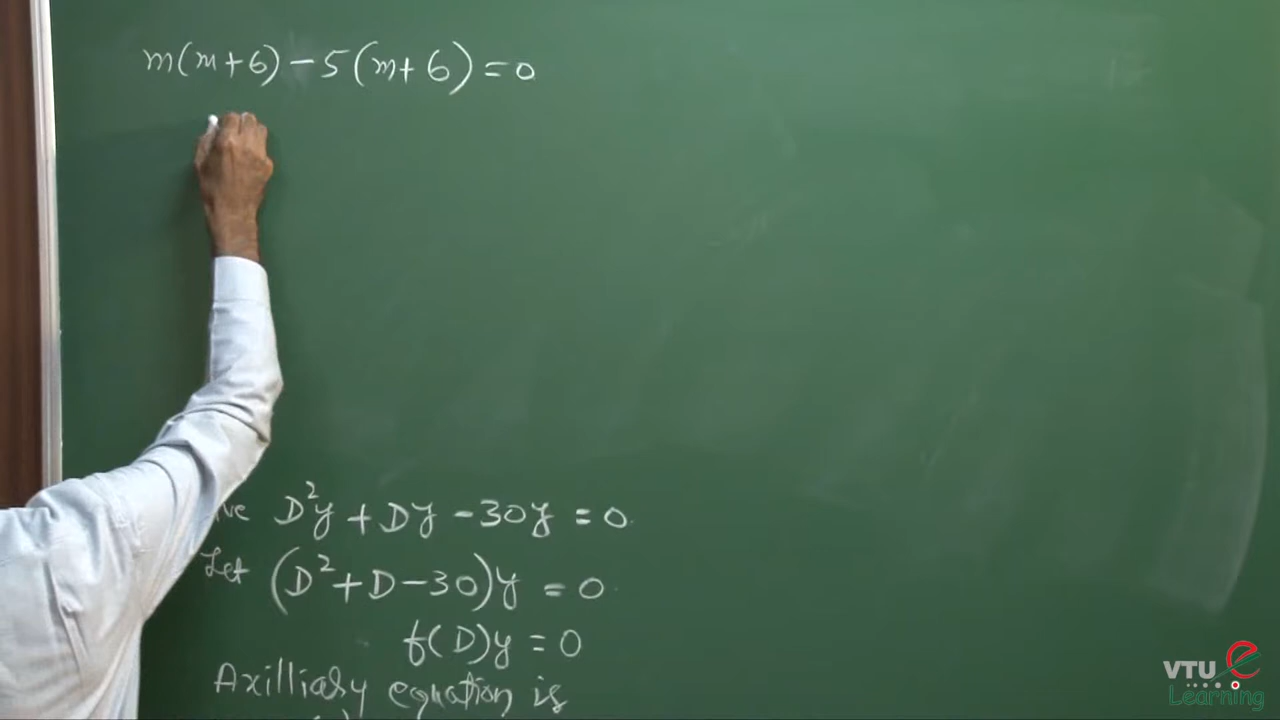 m(m+6) - 5(m+6) = 0
D²y + Dy - 30y = 0.
Let (D² + D - 30)y = 0.
f(D)y = 0
Axilliary equation is
VTU e
Learning